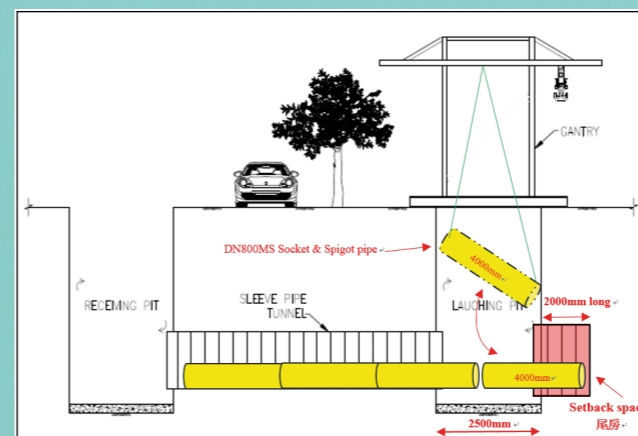 GANTRY
DN800MS Socket & Spigot pipe
4000mm
2000mm long
RECEIVING PIT
SLEEVE PIPE
TUNNEL
LAUCHING PIT
4000mm
Setback space
尾房
2500mm